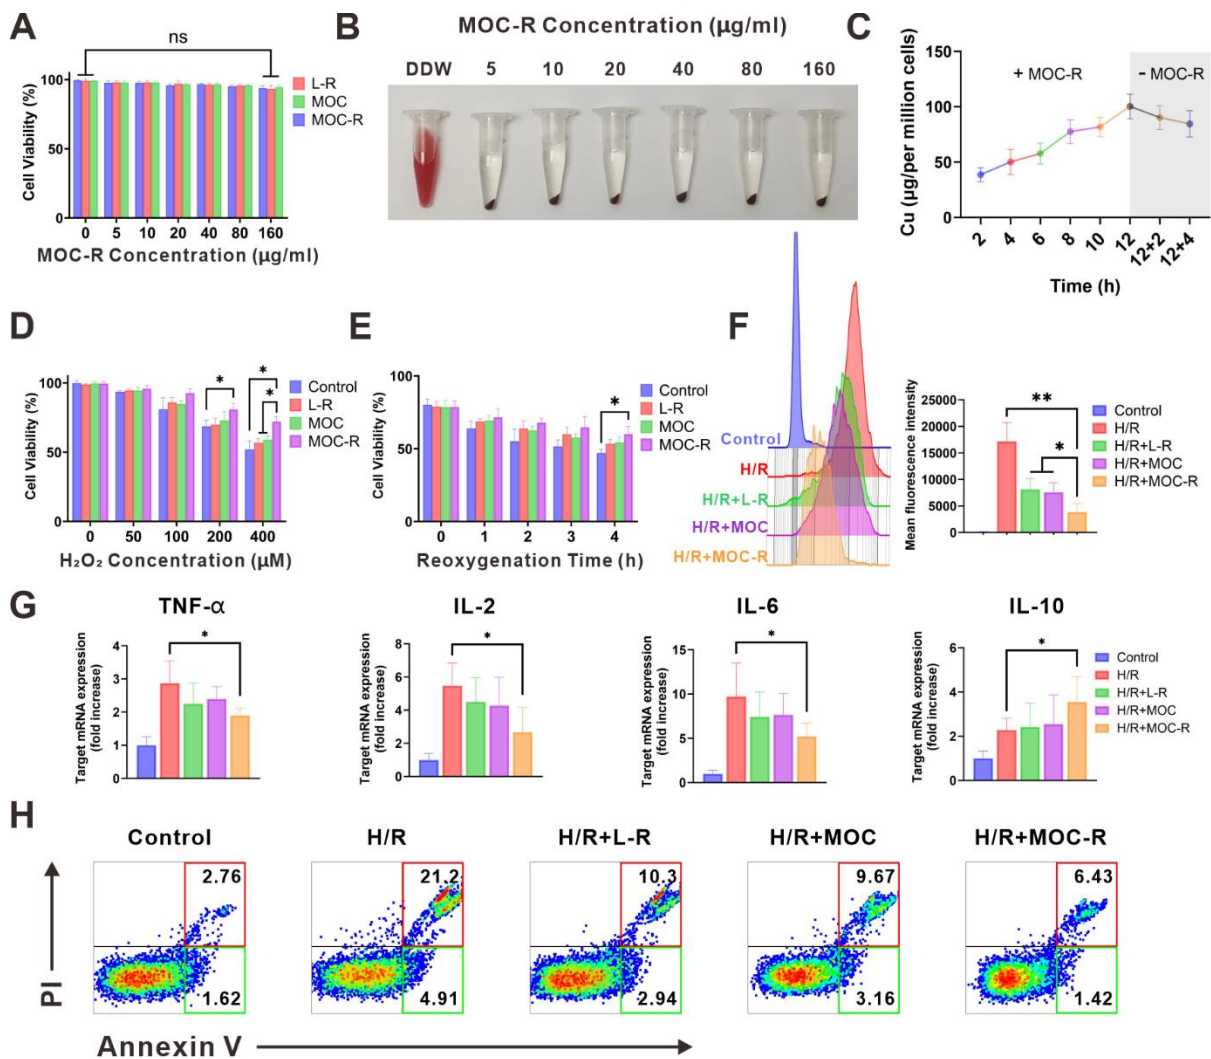 A
ns
Cell Viability (%)
100
50
0
0 5 10 20 40 80 160
MOC-R Concentration (μg/ml)
L-R
MOC
MOC-R
B
MOC-R Concentration (μg/ml)
DDW 5 10 20 40 80 160
C
Cu (μg/per million cells)
150
100
50
0
+ MOC-R
- MOC-R
2 4 6 8 10 12 12+2 12+4
Time (h)
D
Cell Viability (%)
100
50
0
* * *
0 50 100 200 400
H₂O₂ Concentration (μM)
Control
L-R
MOC
MOC-R
E
Cell Viability (%)
100
50
0
*
0 1 2 3 4
Reoxygenation Time (h)
Control
L-R
MOC
MOC-R
F
Control
H/R
H/R+L-R
H/R+MOC
H/R+MOC-R
Mean fluorescence intensity
25000
20000
15000
10000
5000
0
**
*
Control
H/R
H/R+L-R
H/R+MOC
H/R+MOC-R
G
TNF-α
Target mRNA expression
(fold increase)
4
3
2
1
0
*
IL-2
Target mRNA expression
(fold increase)
8
6
4
2
0
*
IL-6
Target mRNA expression
(fold increase)
15
10
5
0
*
IL-10
Target mRNA expression
(fold increase)
6
4
2
0
*
Control
H/R
H/R+L-R
H/R+MOC
H/R+MOC-R
H
Control
2.76
1.62
H/R
21.2
4.91
H/R+L-R
10.3
2.94
H/R+MOC
9.67
3.16
H/R+MOC-R
6.43
1.42
PI
Annexin V